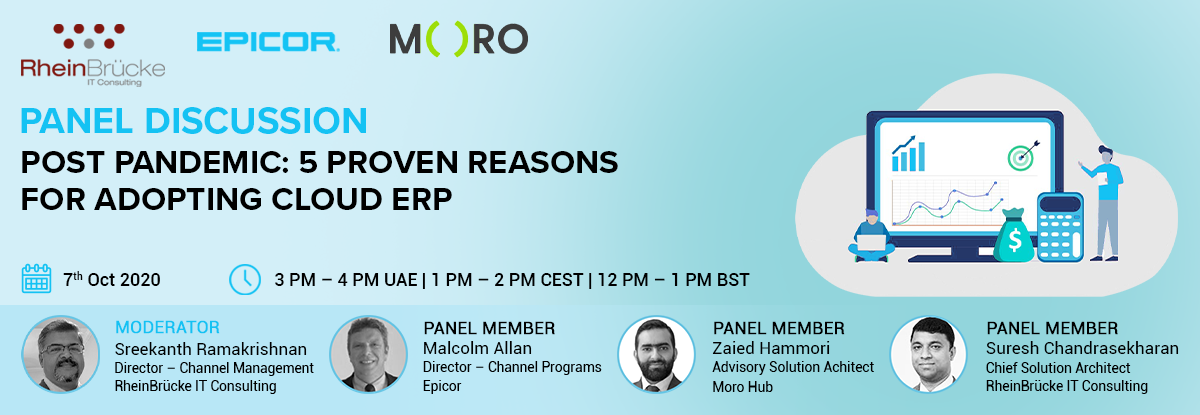 RheinBrücke
IT Consulting
EPICOR
M( )RO
PANEL DISCUSSION
POST PANDEMIC: 5 PROVEN REASONS
FOR ADOPTING CLOUD ERP
7th Oct 2020
3 PM – 4 PM UAE | 1 PM – 2 PM CEST | 12 PM – 1 PM BST
$
MODERATOR
Sreekanth Ramakrishnan
Director – Channel Management
RheinBrücke IT Consulting
PANEL MEMBER
Malcolm Allan
Director – Channel Programs
Epicor
PANEL MEMBER
Zaied Hammori
Advisory Solution Achitect
Moro Hub
PANEL MEMBER
Suresh Chandrasekharan
Chief Solution Architect
RheinBrücke IT Consulting